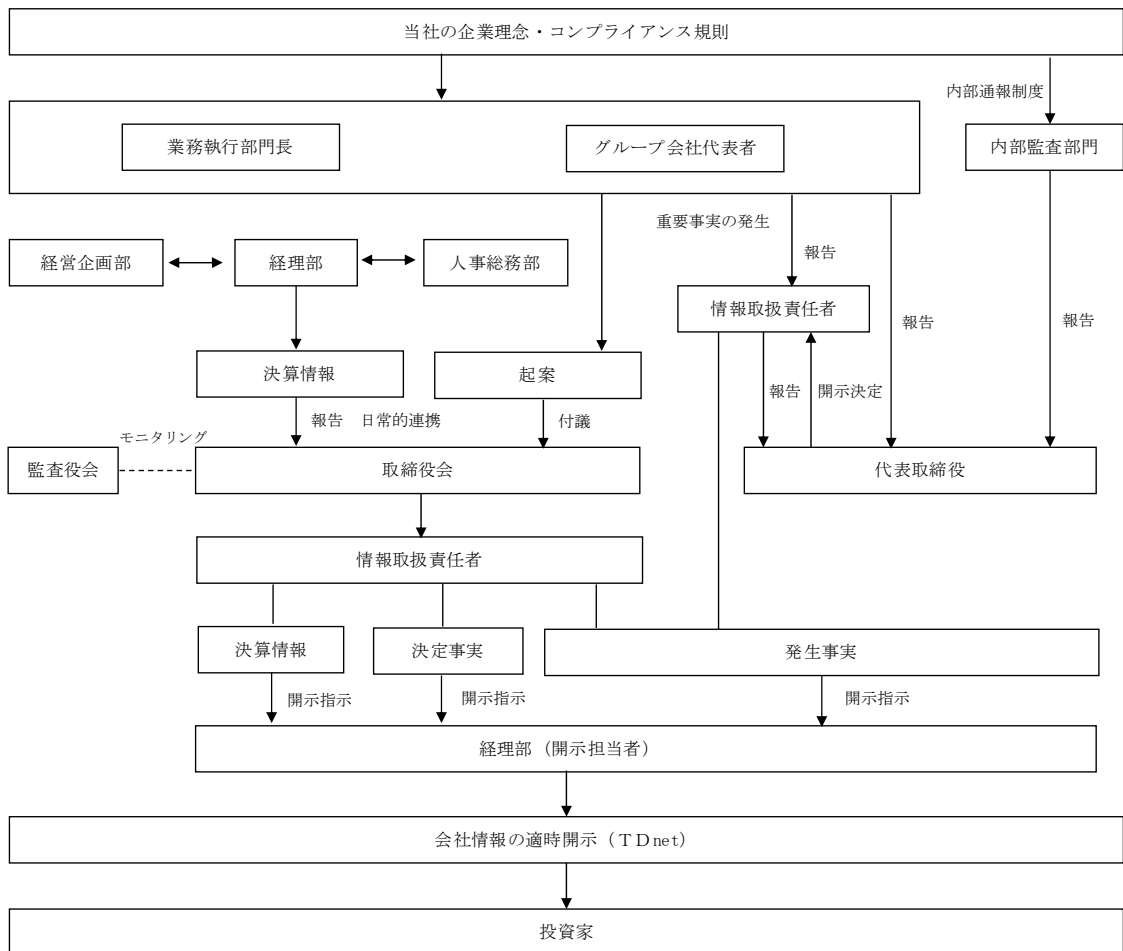 当社の企業理念・コンプライアンス規則
内部通報制度
業務執行部門長
グループ会社代表者
内部監査部門
重要事実の発生
報告
経営企画部
経理部
人事総務部
情報取扱責任者
報告
報告
決算情報
起案
報告
開示決定
報告　日常的連携
付議
モニタリング
監査役会
取締役会
代表取締役
情報取扱責任者
決算情報
決定事実
発生事実
開示指示
開示指示
開示指示
経理部（開示担当者）
会社情報の適時開示（ＴＤnet）
投資家